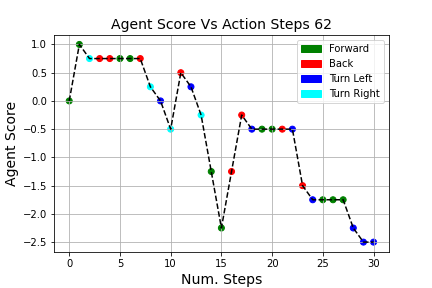 Agent Score Vs Action Steps 62
Agent Score
1.0
0.5
0.0
−0.5
−1.0
−1.5
−2.0
−2.5
Forward
Back
Turn Left
Turn Right
0 5 10 15 20 25 30
Num. Steps